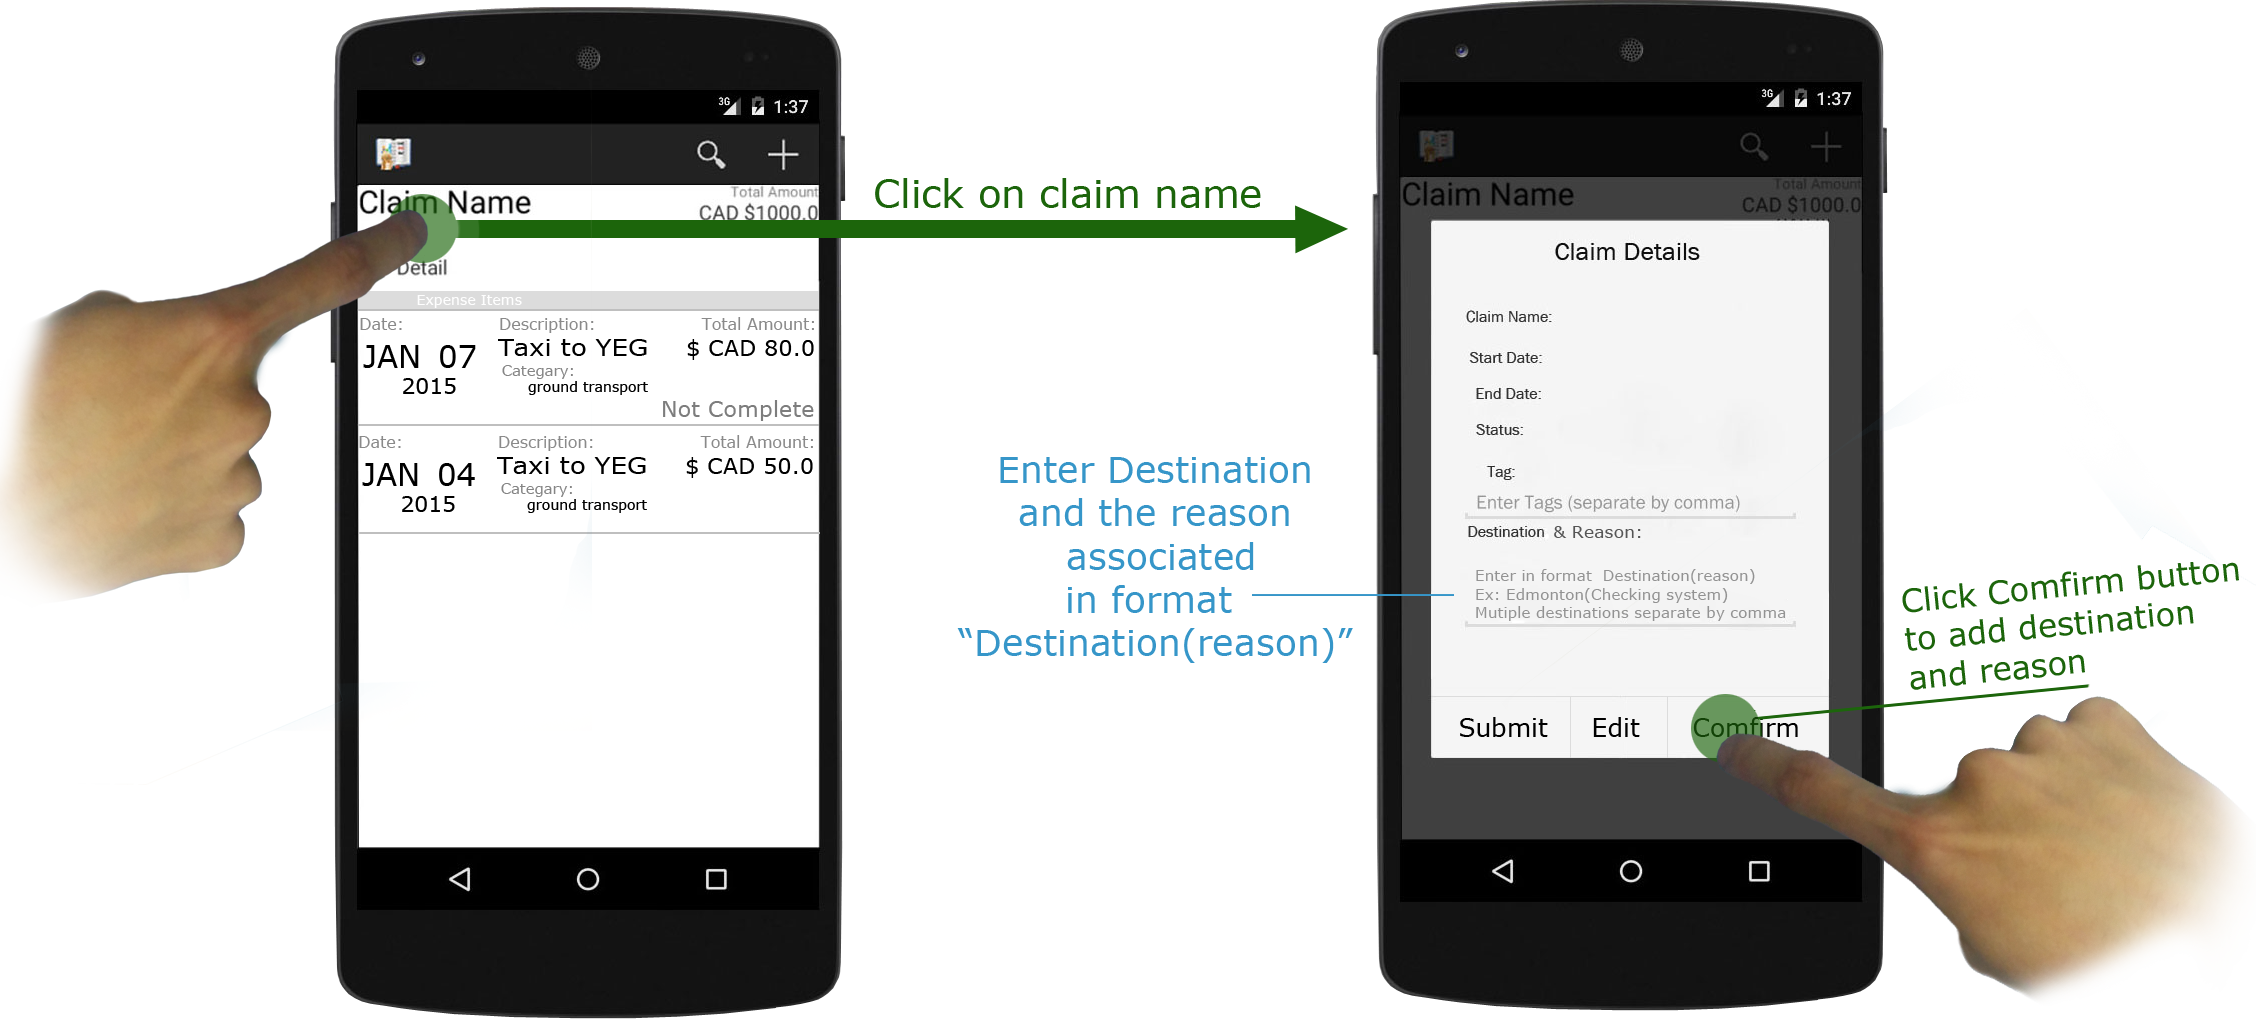 3G 1:37
Claim Name
Total Amount
CAD $1000.0
Detail
Expense Items
Date:
JAN 07
2015
Description:
Taxi to YEG
Categary:
ground transport
Total Amount:
$ CAD 80.0
Not Complete
Date:
JAN 04
2015
Description:
Taxi to YEG
Categary:
ground transport
Total Amount:
$ CAD 50.0
Click on claim name
Enter Destination
and the reason
associated
in format
“Destination(reason)”
3G 1:37
Claim Name
Total Amount
CAD $1000.0
Claim Details
Claim Name:
Start Date:
End Date:
Status:
Tag:
Enter Tags (separate by comma)
Destination & Reason:
Enter in format Destination(reason)
Ex: Edmonton(Checking system)
Mutiple destinations separate by comma
Submit Edit Comfirm
Click Comfirm button
to add destination
and reason